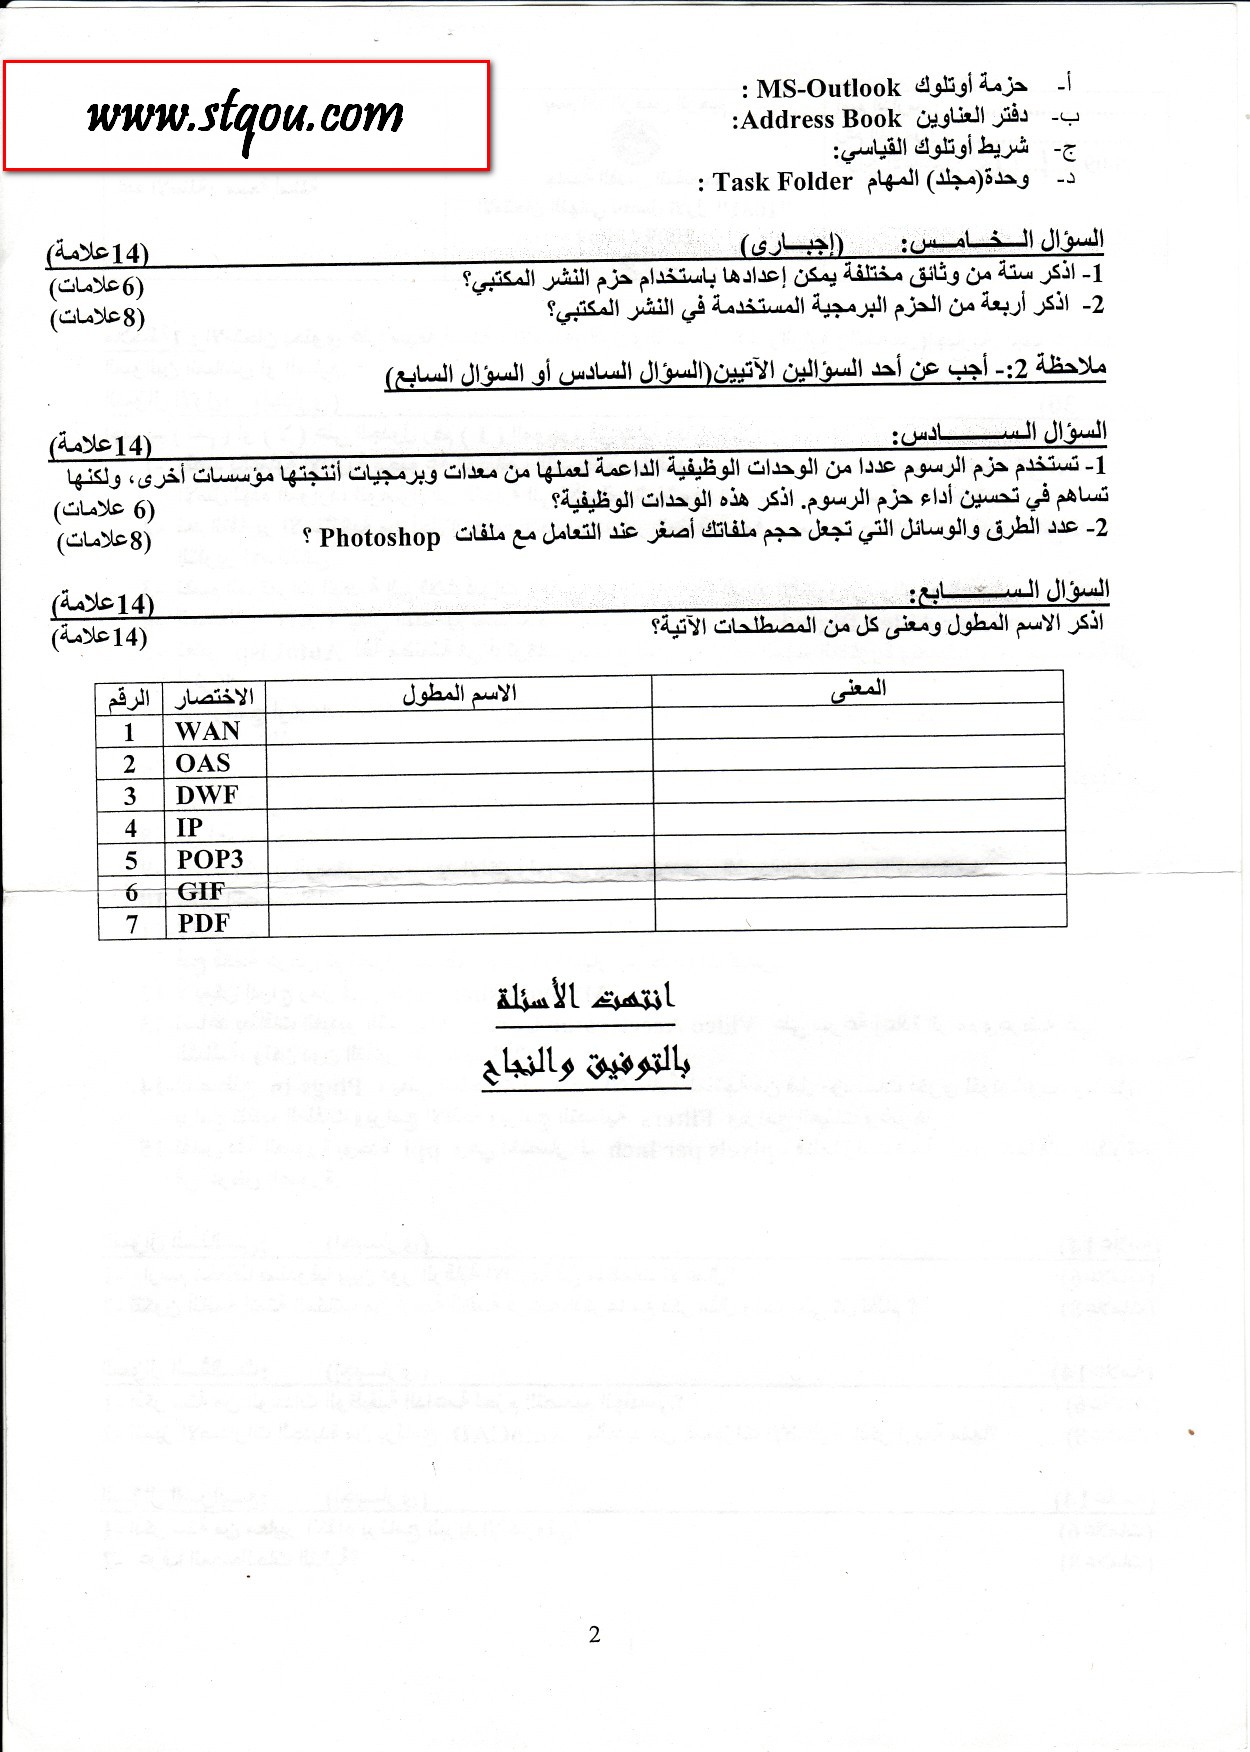 www.sfqou.com
أ- حزمة أوتلوك MS-Outlook :
ب- دفتر العناوين Address Book:
ج- شريط أوتلوك القياسي:
د- وحدة(مجلد) المهام Task Folder :
السؤال الـخـامـس: (إجبـارى) (14علامة)
1- اذكر ستة من وثائق مختلفة يمكن إعدادها باستخدام حزم النشر المكتبي؟ (6علامات)
2- اذكر أربعة من الحزم البرمجية المستخدمة في النشر المكتبي؟ (8علامات)
ملاحظة 2:- أجب عن أحد السؤالين الآتيين(السؤال السادس أو السؤال السابع)
السؤال الســـــادس: (14علامة)
1- تستخدم حزم الرسوم عددا من الوحدات الوظيفية الداعمة لعملها من معدات وبرمجيات أنتجتها مؤسسات أخرى، ولكنها
تساهم في تحسين أداء حزم الرسوم. اذكر هذه الوحدات الوظيفية؟ (6 علامات)
2- عدد الطرق والوسائل التي تجعل حجم ملفاتك أصغر عند التعامل مع ملفات Photoshop ؟ (8علامات)
السؤال الســـــابع: (14علامة)
اذكر الاسم المطول ومعنى كل من المصطلحات الآتية؟ (14علامة)
الرقم الاختصار الاسم المطول المعنى
1 WAN
2 OAS
3 DWF
4 IP
5 POP3
6 GIF
7 PDF
انتهت الأسئلة
بالتوفيق والنجاح
2